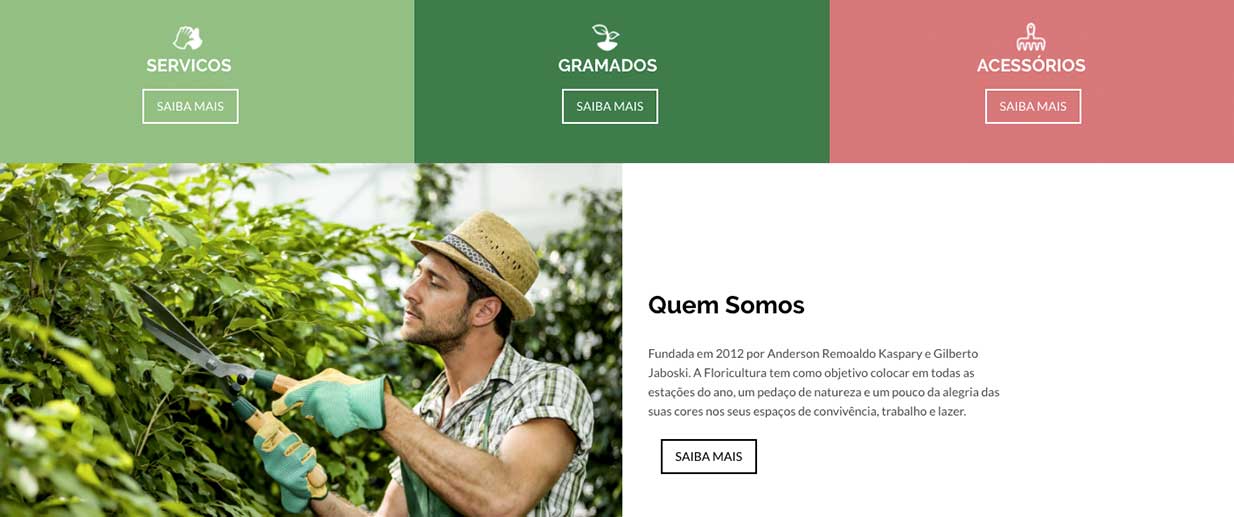 SERVICOS
GRAMADOS
ACESSÓRIOS
SAIBA MAIS
SAIBA MAIS
SAIBA MAIS
Quem Somos
Fundada em 2012 por Anderson Remoaldo Kaspary e Gilberto
Jaboski. A Floricultura tem como objetivo colocar em todas as
estações do ano, um pedaço de natureza e um pouco da alegria das
suas cores nos seus espaços de convivência, trabalho e lazer.
SAIBA MAIS